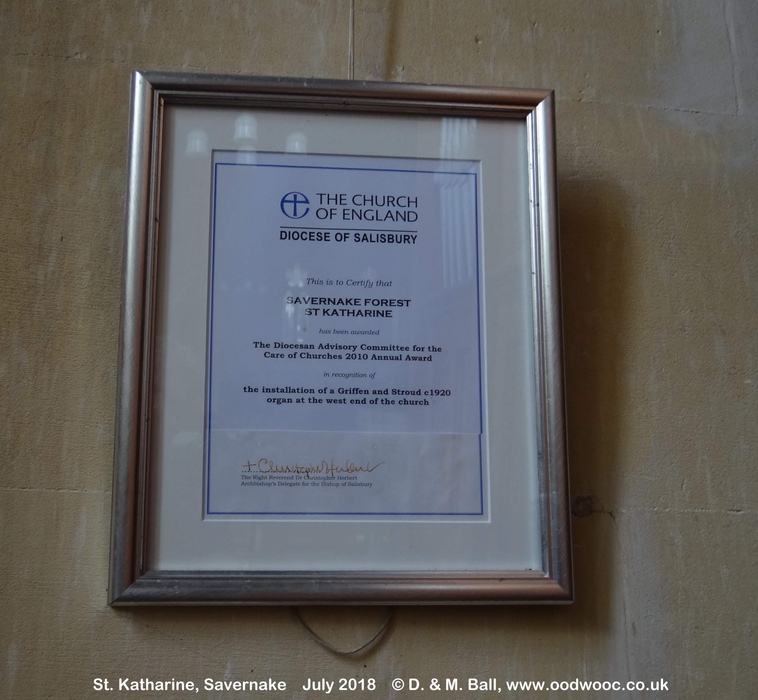 THE CHURCH
OF ENGLAND
DIOCESE OF SALISBURY
This is to Certify that
SAVERNAKE FOREST
ST KATHARINE
has been awarded
The Diocesan Advisory Committee for the
Care of Churches 2010 Annual Award
in recognition of
the installation of a Griffen and Stroud c1920
organ at the west end of the church
The Right Reverend Dr Christopher Herbert
Archbishop's Delegate for the Bishop of Salisbury
St. Katharine, Savernake July 2018 © D. & M. Ball, www.oodwooc.co.uk